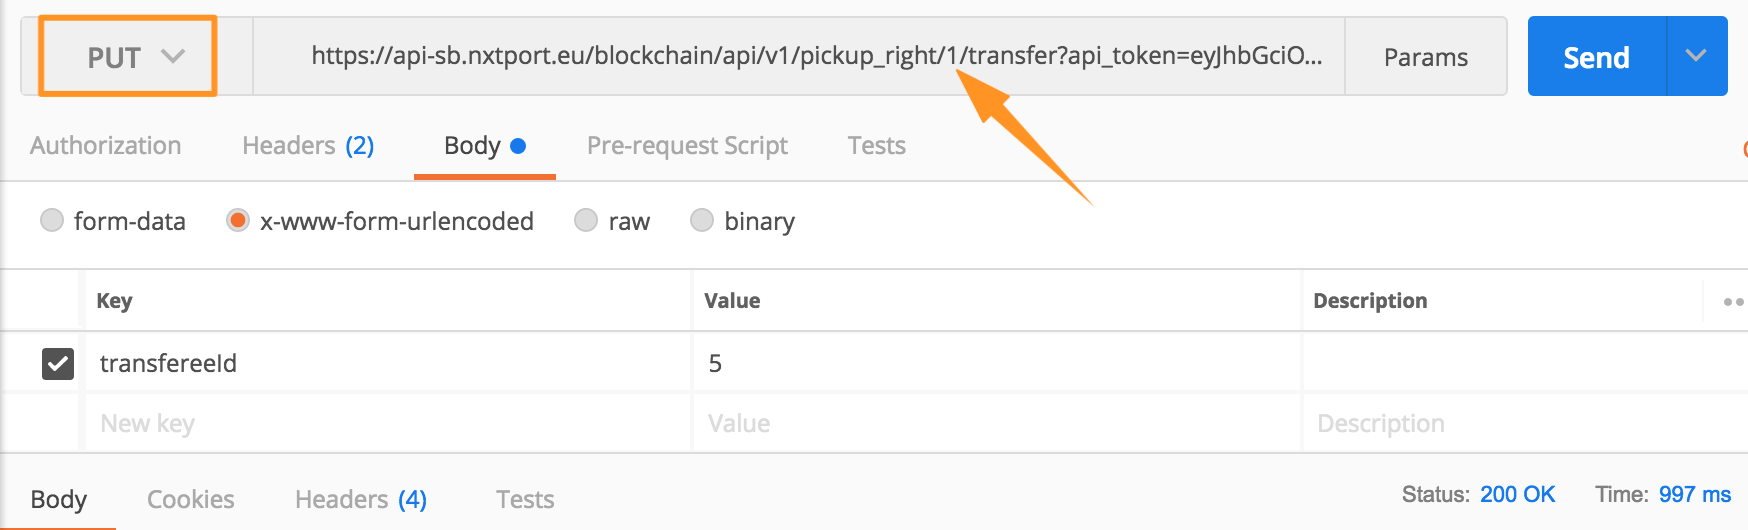 PUT https://api-sb.nxtport.eu/blockchain/api/v1/pickup_right/1/transfer?api_token=eyJhbGciO... Params Send
Authorization Headers (2) Body Pre-request Script Tests
form-data x-www-form-urlencoded raw binary
Key Value Description
transfereeId 5
New key Value Description
Body Cookies Headers (4) Tests Status: 200 OK Time: 997 ms